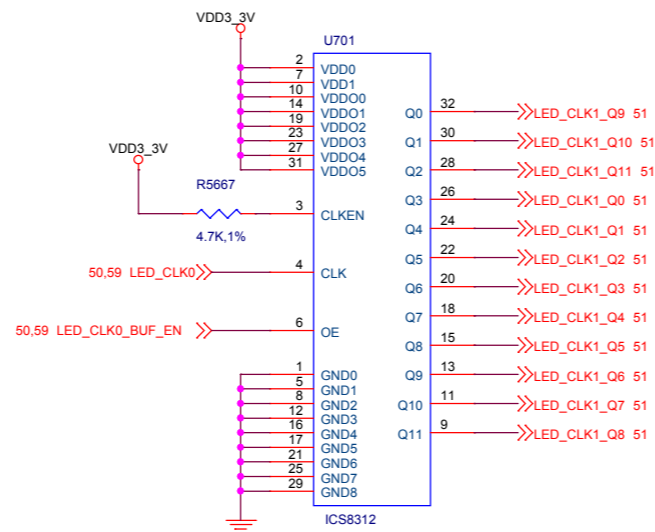 VDD3_3V
U701
2 VDD0
7 VDD1
10 VDDO0
14 VDDO1
19 VDDO2
23 VDDO3
27 VDDO4
31 VDDO5
Q0 32 LED_CLK1_Q9 51
Q1 30 LED_CLK1_Q10 51
Q2 28 LED_CLK1_Q11 51
VDD3_3V
R5667
4.7K,1%
3 CLKEN
Q3 26 LED_CLK1_Q0 51
Q4 24 LED_CLK1_Q1 51
50,59 LED_CLK0 4 CLK
Q5 22 LED_CLK1_Q2 51
Q6 20 LED_CLK1_Q3 51
50,59 LED_CLK0_BUF_EN 6 OE
Q7 18 LED_CLK1_Q4 51
Q8 15 LED_CLK1_Q5 51
Q9 13 LED_CLK1_Q6 51
Q10 11 LED_CLK1_Q7 51
Q11 9 LED_CLK1_Q8 51
1 GND0
5 GND1
8 GND2
12 GND3
16 GND4
17 GND5
21 GND6
25 GND7
29 GND8
ICS8312